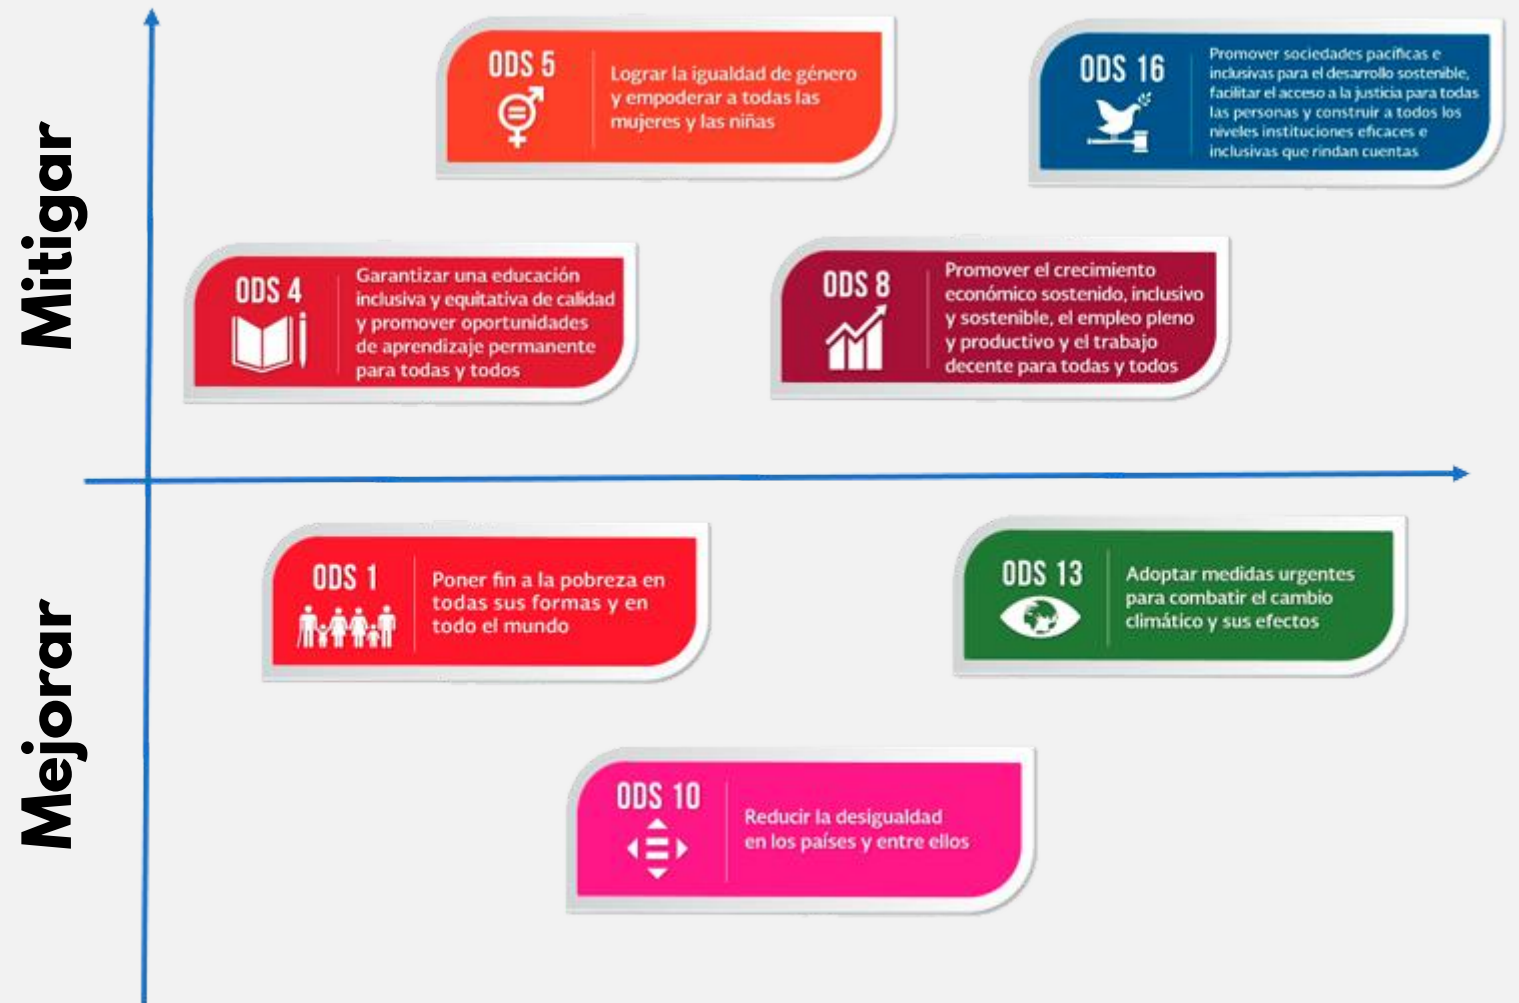 Mitigar
ODS 5
Lograr la igualdad de género
y empoderar a todas las
mujeres y las niñas
ODS 16
Promover sociedades pacíficas e
inclusivas para el desarrollo sostenible,
facilitar el acceso a la justicia para todas
las personas y construir a todos los
niveles instituciones eficaces e
inclusivas que rindan cuentas
ODS 4
Garantizar una educación
inclusiva y equitativa de calidad
y promover oportunidades
de aprendizaje permanente
para todas y todos
ODS 8
Promover el crecimiento
económico sostenido, inclusivo
y sostenible, el empleo pleno
y productivo y el trabajo
decente para todas y todos
Mejorar
ODS 1
Poner fin a la pobreza en
todas sus formas y en
todo el mundo
ODS 13
Adoptar medidas urgentes
para combatir el cambio
climático y sus efectos
ODS 10
Reducir la desigualdad
en los países y entre ellos